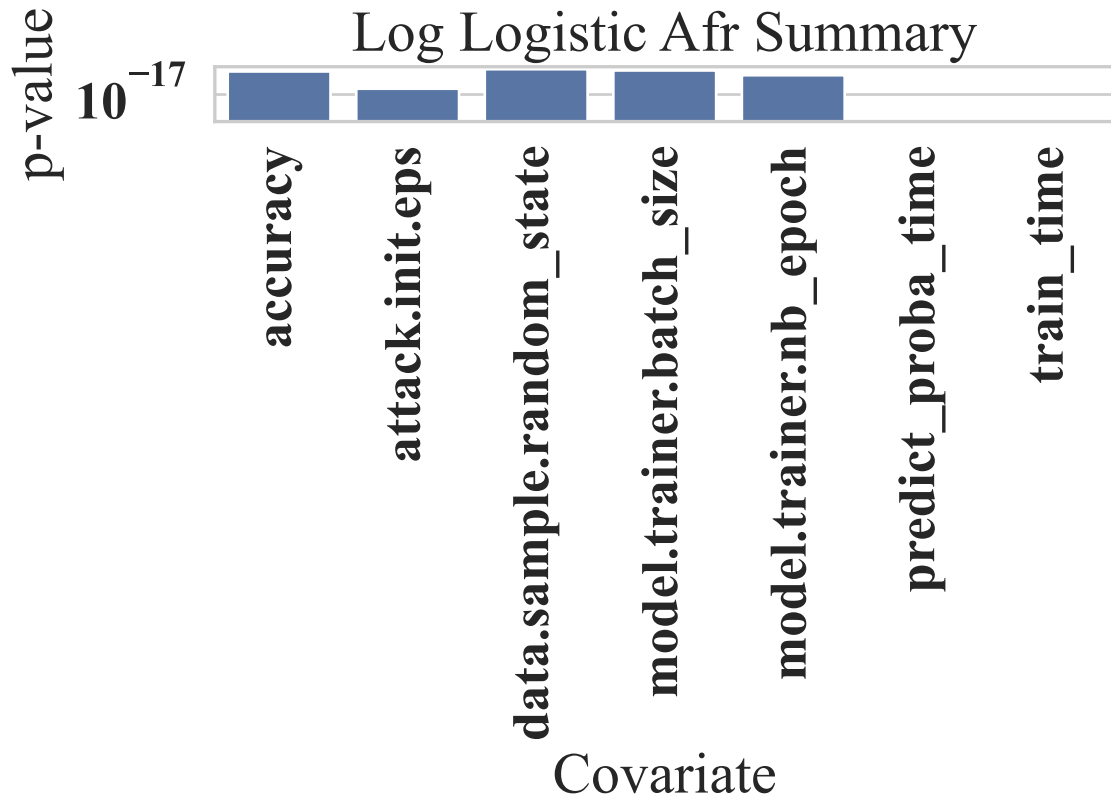 Log Logistic Afr Summary
p-value
10⁻¹⁷
accuracy
attack.init.eps
data.sample.random_state
model.trainer.batch_size
model.trainer.nb_epoch
predict_proba_time
train_time
Covariate